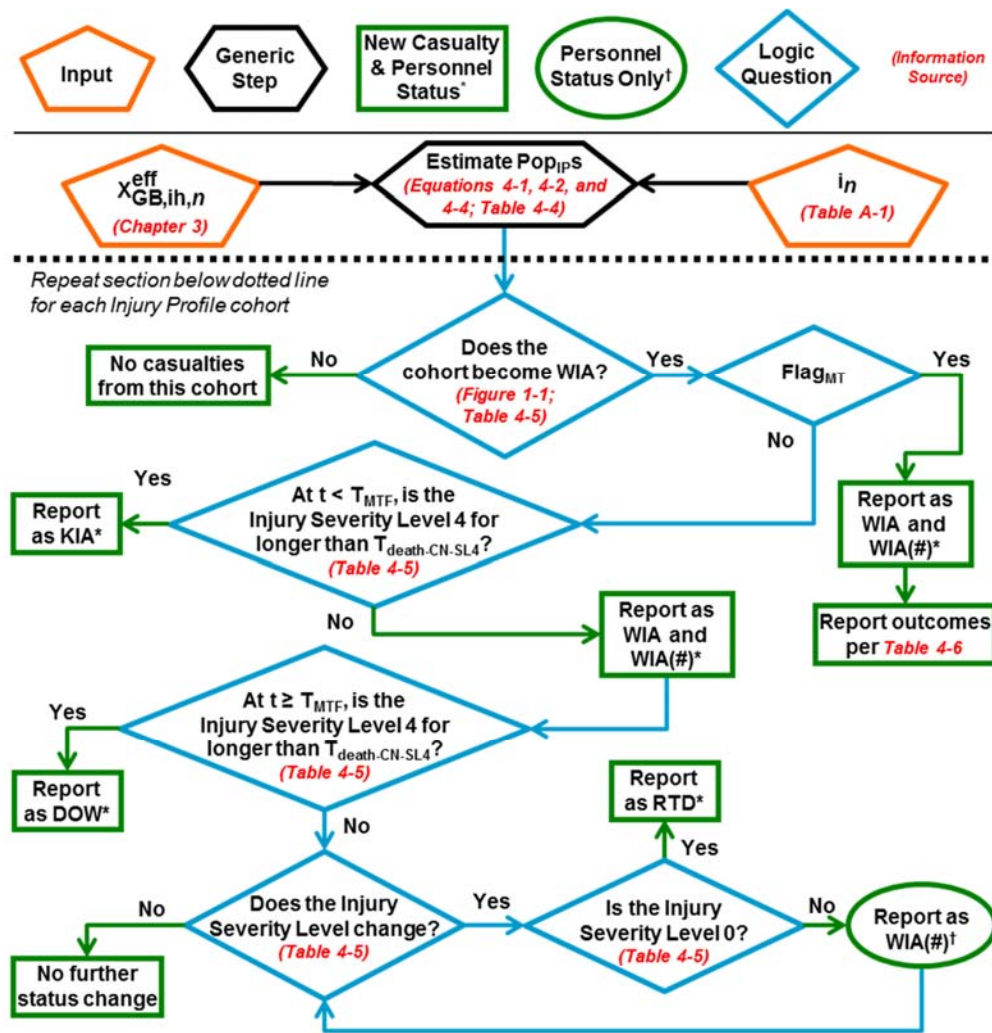 Input
Generic
Step
New Casualty
& Personnel
Status*
Personnel
Status Only†
Logic
Question
(Information
Source)
X^eff_GB,ih,n
(Chapter 3)
Estimate Pop_IPs
(Equations 4-1, 4-2, and
4-4; Table 4-4)
i_n
(Table A-1)
Repeat section below dotted line
for each Injury Profile cohort
No casualties
from this cohort
No
Does the
cohort become WIA?
(Figure 1-1;
Table 4-5)
Yes
Flag_MT
Yes
No
Report as
WIA and
WIA(#)*
Report outcomes
per Table 4-6
Yes
Report
as KIA*
At t < T_MTF, is the
Injury Severity Level 4 for
longer than T_death-CN-SL4?
(Table 4-5)
No
Report as
WIA and
WIA(#)*
At t ≥ T_MTF, is the
Injury Severity Level 4 for
longer than T_death-CN-SL4?
(Table 4-5)
Yes
Report
as DOW*
No
Report
as RTD*
Yes
Does the Injury
Severity Level change?
(Table 4-5)
No
No further
status change
Yes
Is the Injury
Severity Level 0?
(Table 4-5)
No
Report as
WIA(#)†